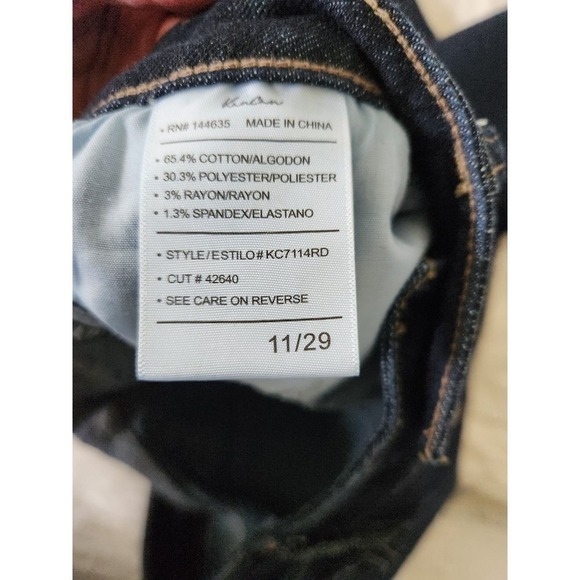 KanCan
• RN# 144635 MADE IN CHINA
• 65.4% COTTON/ALGODON
• 30.3% POLYESTER/POLIESTER
• 3% RAYON/RAYON
• 1.3% SPANDEX/ELASTANO
• STYLE/ESTILO#KC7114RD
• CUT # 42640
• SEE CARE ON REVERSE
11/29